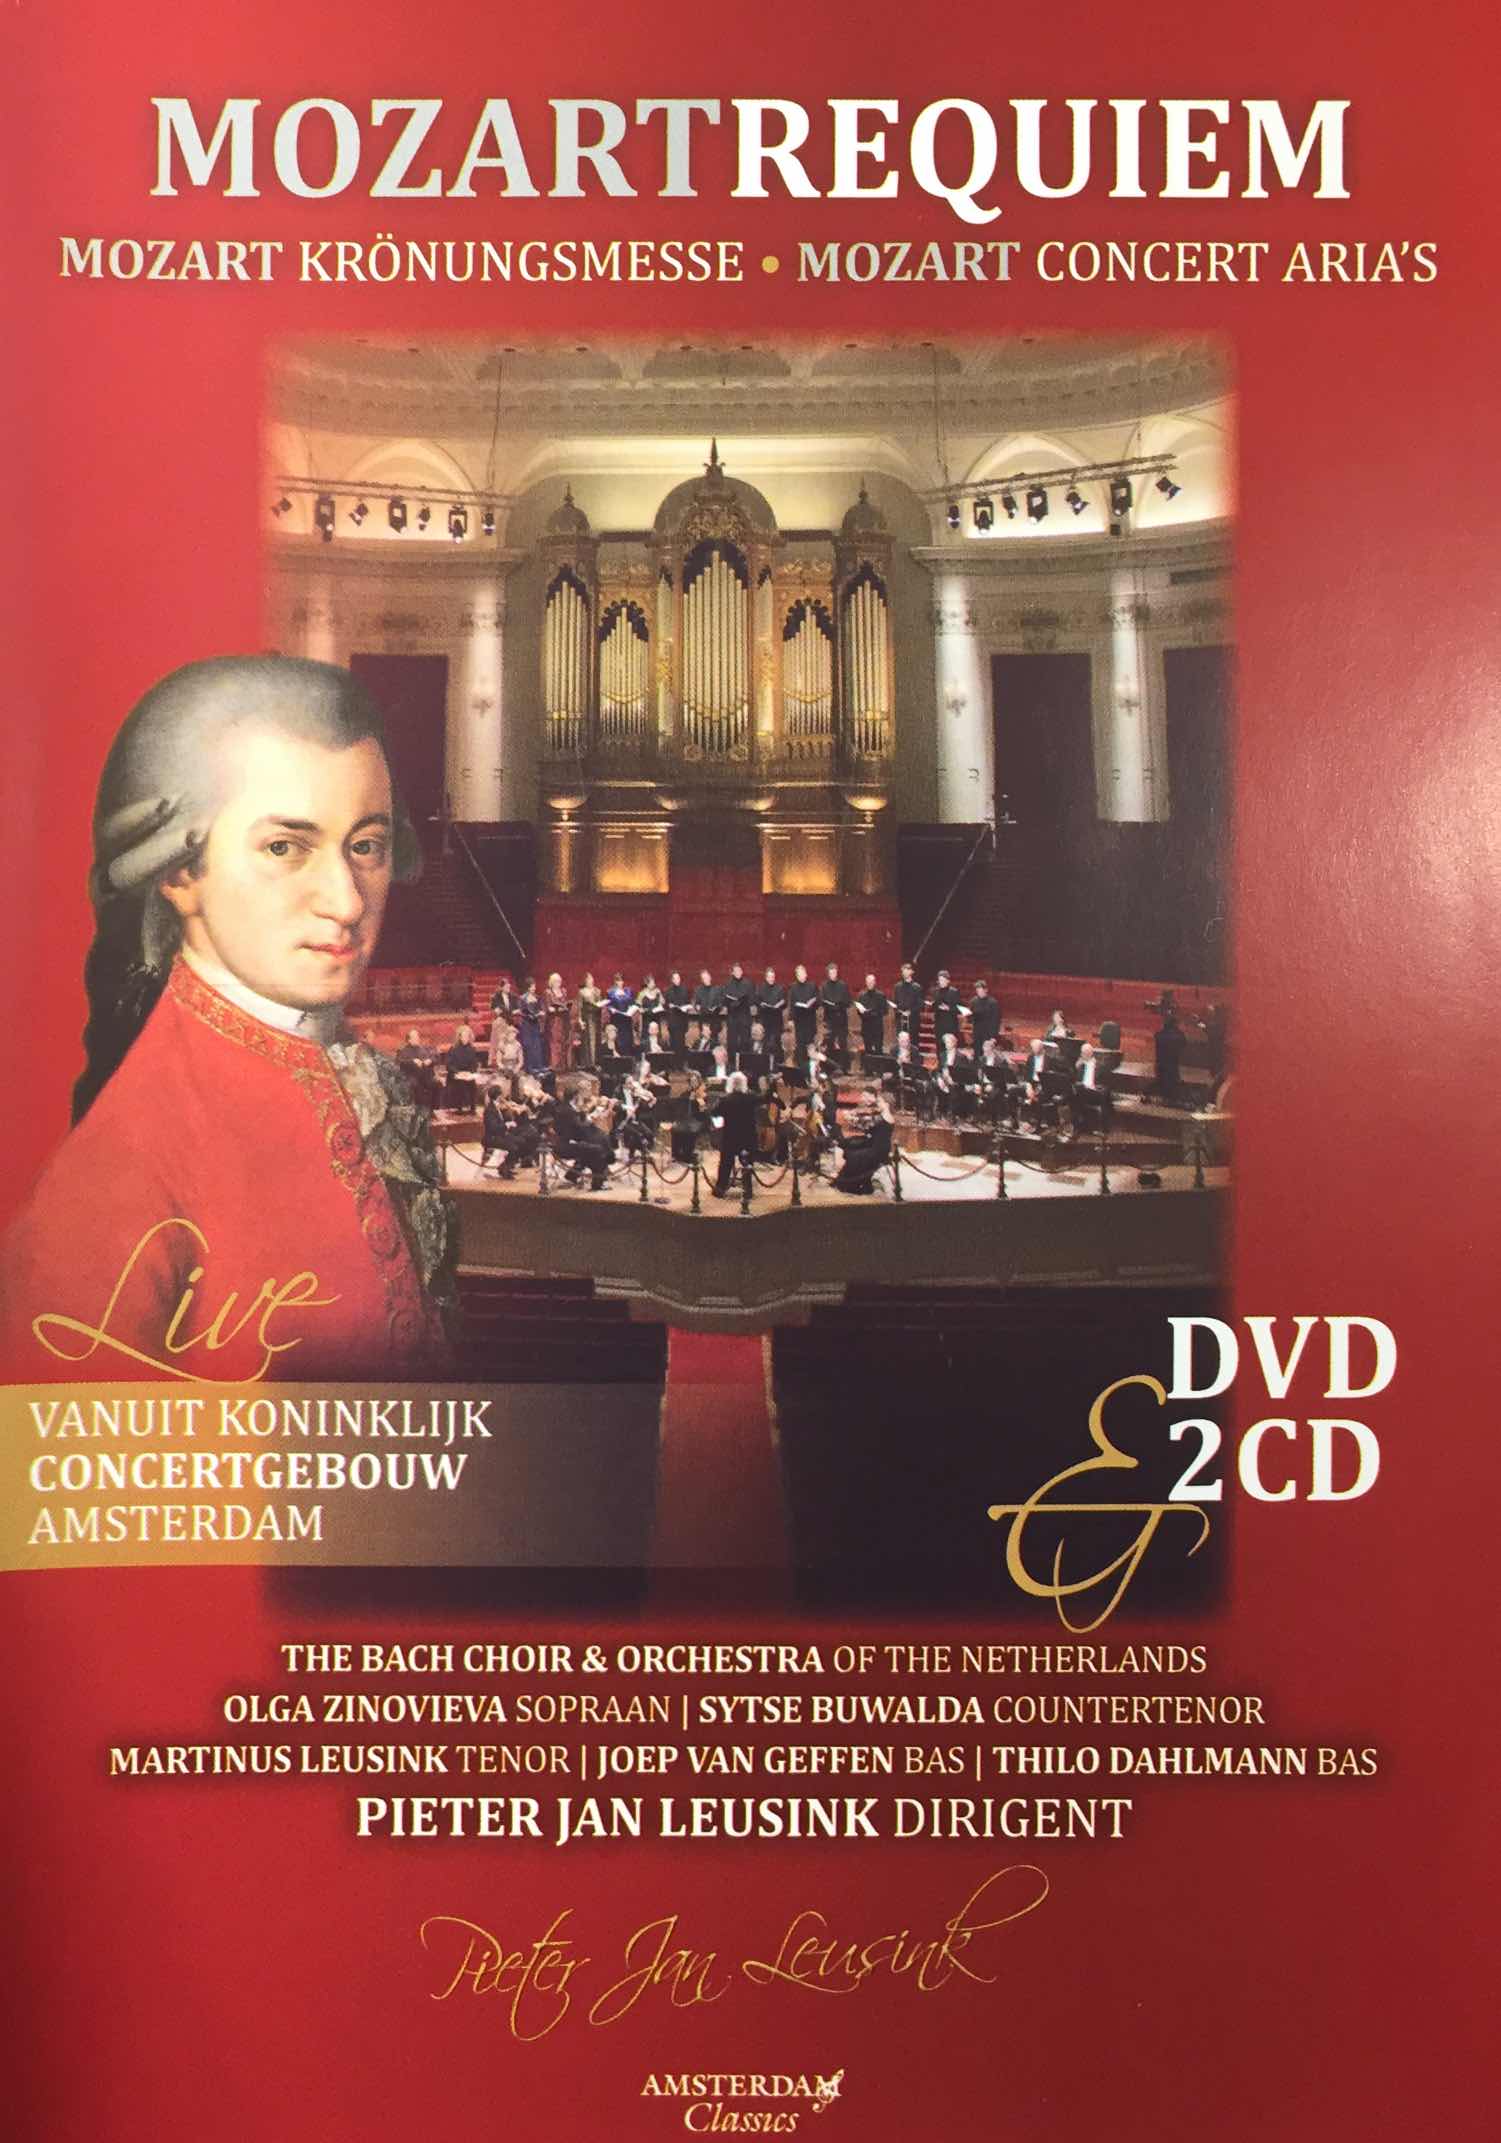 MOZARTREQUIEM
MOZART KRÖNUNGSMESSE • MOZART CONCERT ARIA'S
Live
VANUIT KONINKLIJK
CONCERTGEBOUW
AMSTERDAM
DVD
& 2CD
THE BACH CHOIR & ORCHESTRA OF THE NETHERLANDS
OLGA ZINOVIEVA SOPRAAN | SYTSE BUWALDA COUNTERTENOR
MARTINUS LEUSINK TENOR | JOEP VAN GEFFEN BAS | THILO DAHLMANN BAS
PIETER JAN LEUSINK DIRIGENT
Pieter Jan Leusink
AMSTERDAM
Classics